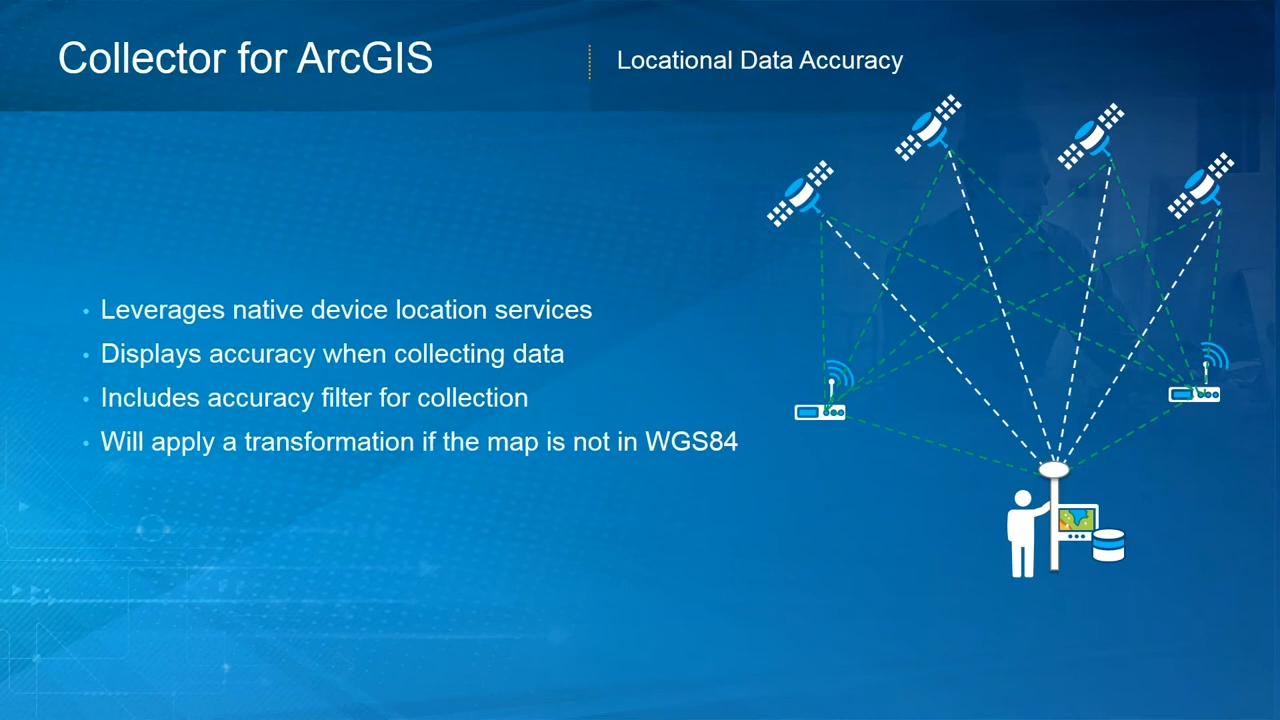 Collector for ArcGIS
Locational Data Accuracy
• Leverages native device location services
• Displays accuracy when collecting data
• Includes accuracy filter for collection
• Will apply a transformation if the map is not in WGS84